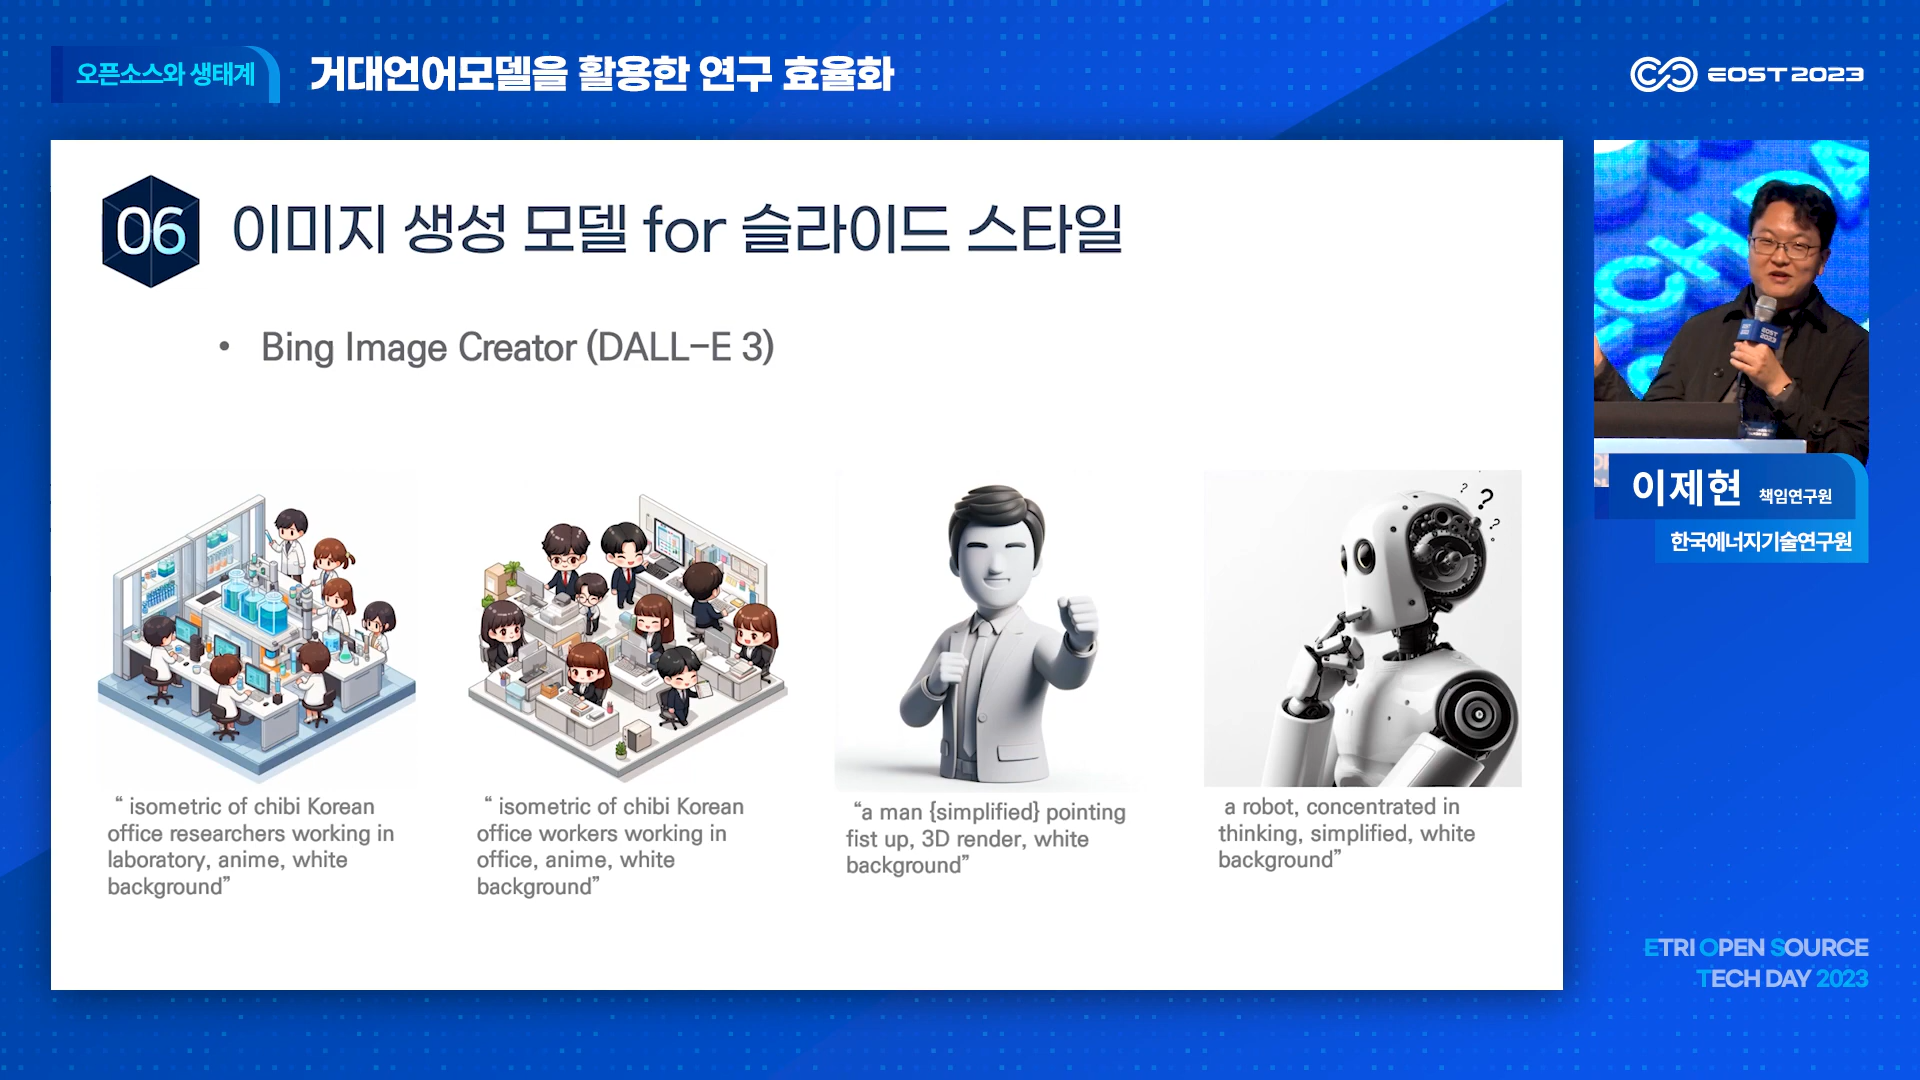 오픈소스와 생태계
거대언어모델을 활용한 연구 효율화
EOST 2023
06
이미지 생성 모델 for 슬라이드 스타일
• Bing Image Creator (DALL-E 3)
“ isometric of chibi Korean
office researchers working in
laboratory, anime, white
background”
“ isometric of chibi Korean
office workers working in
office, anime, white
background”
“a man {simplified} pointing
fist up, 3D render, white
background”
? ? ?
a robot, concentrated in
thinking, simplified, white
background”
EOST
2023
이제현 책임연구원
한국에너지기술연구원
ETRI OPEN SOURCE
TECH DAY 2023